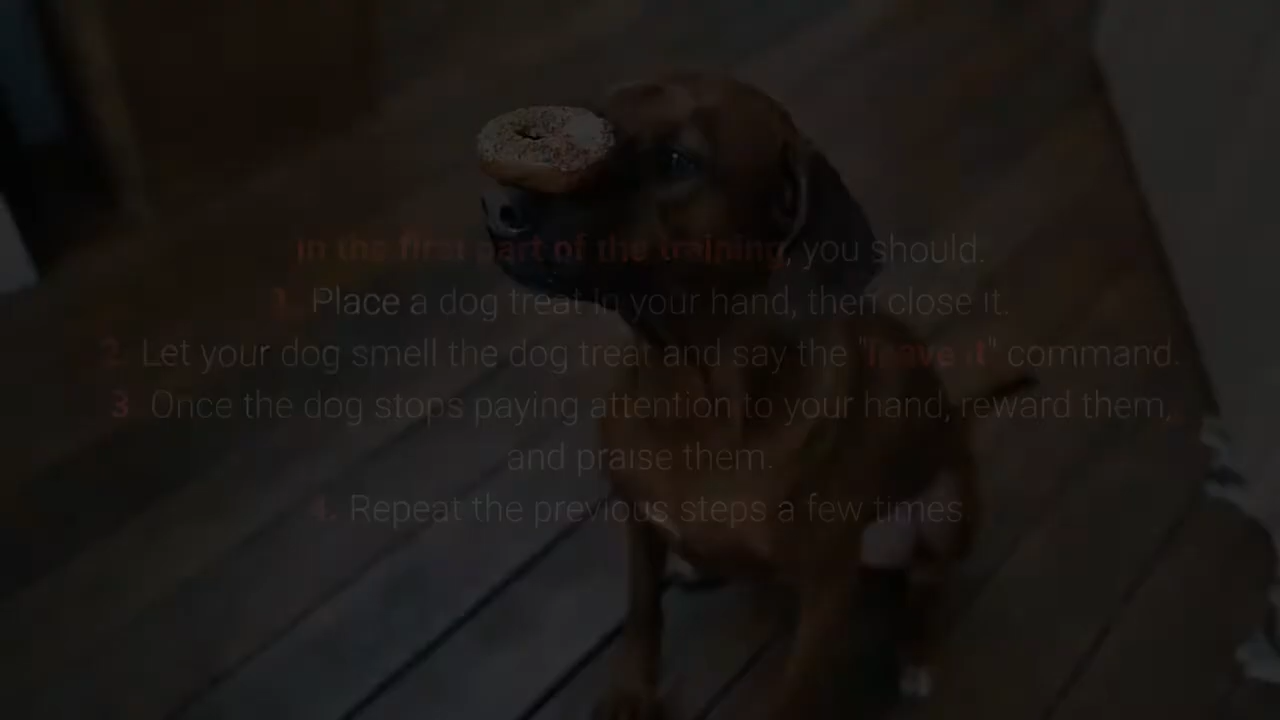 In the first part of the training, you should:
1. Place a dog treat in your hand, then close it.
2. Let your dog smell the dog treat and say the "leave it" command.
3. Once the dog stops paying attention to your hand, reward them,
and praise them.
4. Repeat the previous steps a few times